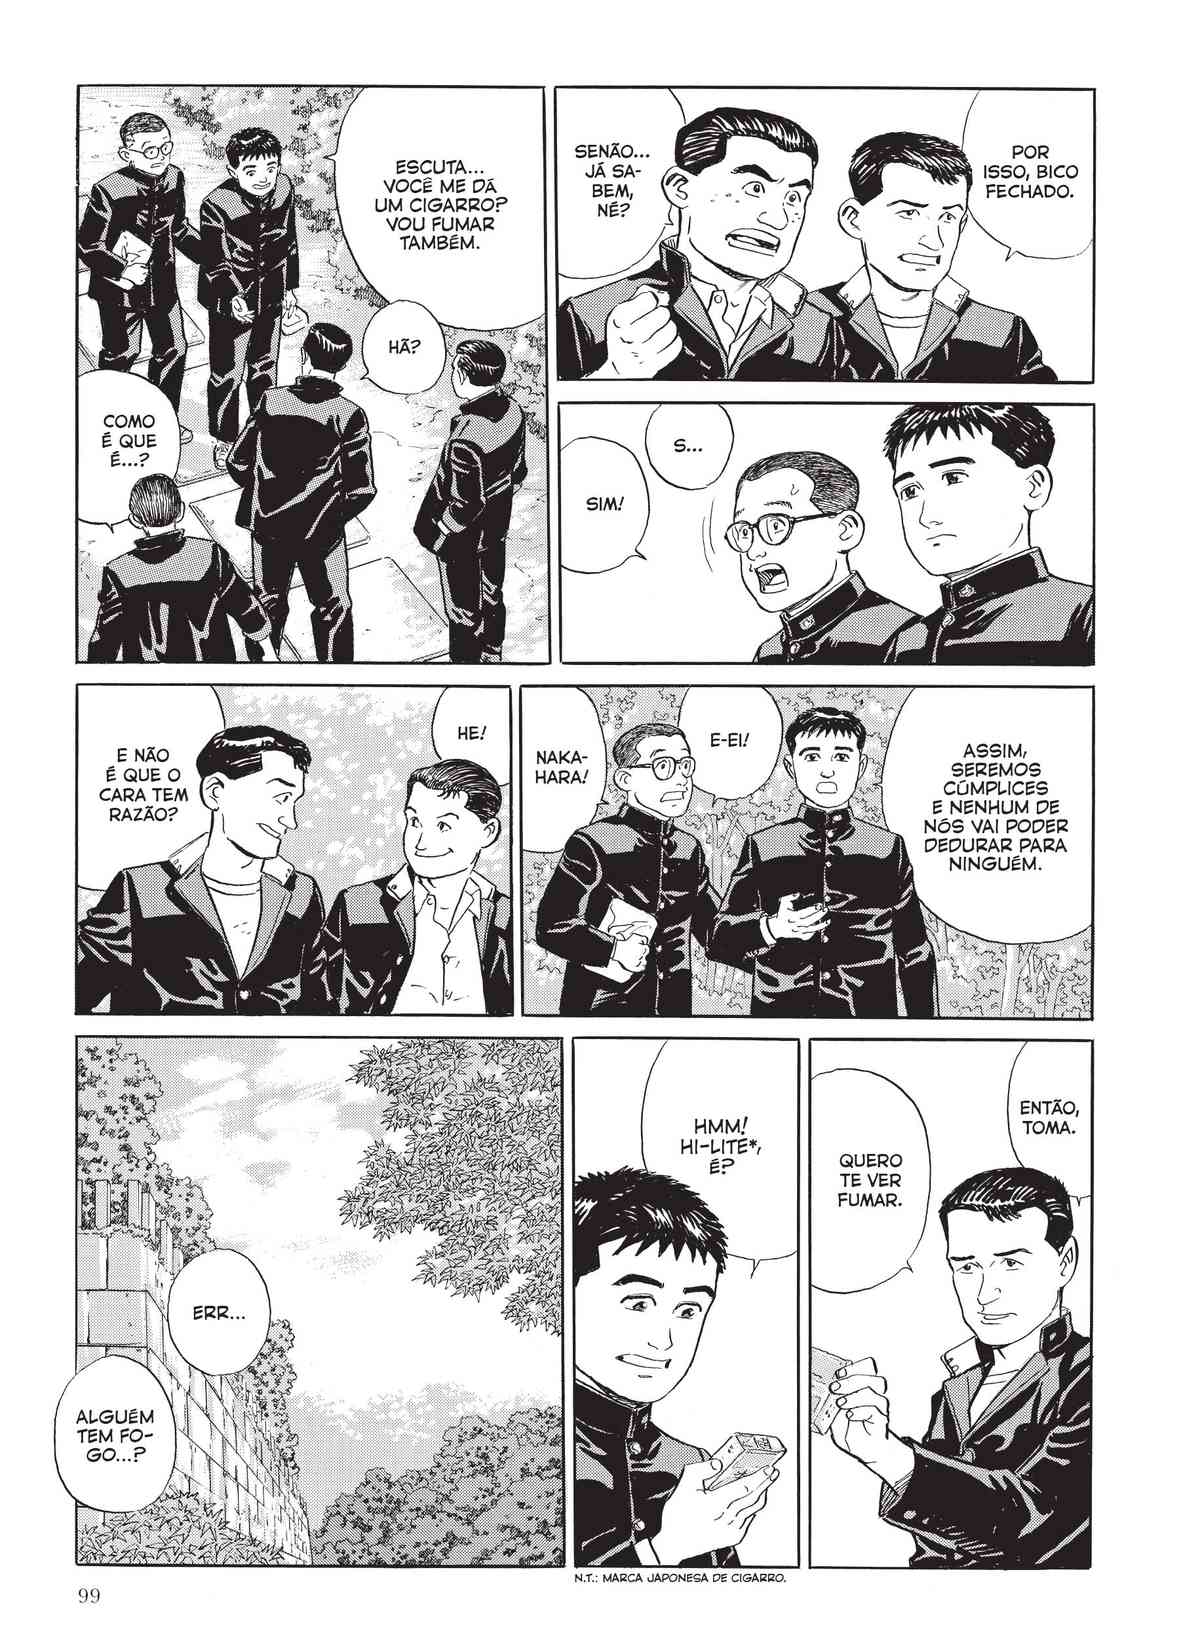 POR
ISSO, BICO
FECHADO.
SENÃO...
JÁ SA-
BEM,
NÉ?
S...
SIM!
ESCUTA...
VOCÊ ME DÁ
UM CIGARRO?
VOU FUMAR
TAMBÉM.
HÃ?
COMO
É QUE
É...?
ASSIM,
SEREMOS
CÚMPLICES
E NENHUM DE
NÓS VAI PODER
DEDURAR PARA
NINGUÉM.
E-EI!
NAKA-
HARA!
HE!
E NÃO
É QUE O
CARA TEM
RAZÃO?
ENTÃO,
TOMA.
QUERO
TE VER
FUMAR.
HMM!
HI-LITE*,
É?
N.T.: MARCA JAPONESA DE CIGARRO.
ERR...
ALGUÉM
TEM FO-
GO...?
99